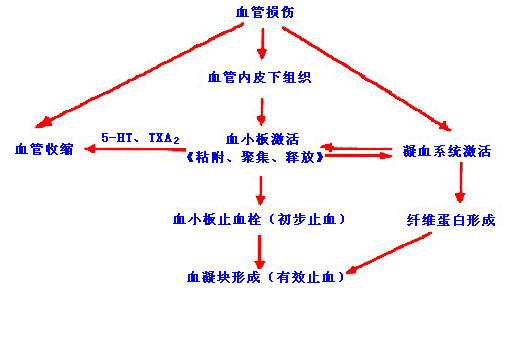 血管损伤
血管内皮下组织
5-HT、TXA₂
血小板激活
血管收缩
《粘附、聚集、释放》
凝血系统激活
血小板止血栓（初步止血）
纤维蛋白形成
血凝块形成（有效止血）